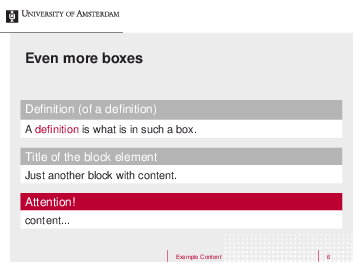 UNIVERSITY OF AMSTERDAM
Even more boxes
Definition (of a definition)
A definition is what is in such a box.
Title of the block element
Just another block with content.
Attention!
content...
Example Content 6